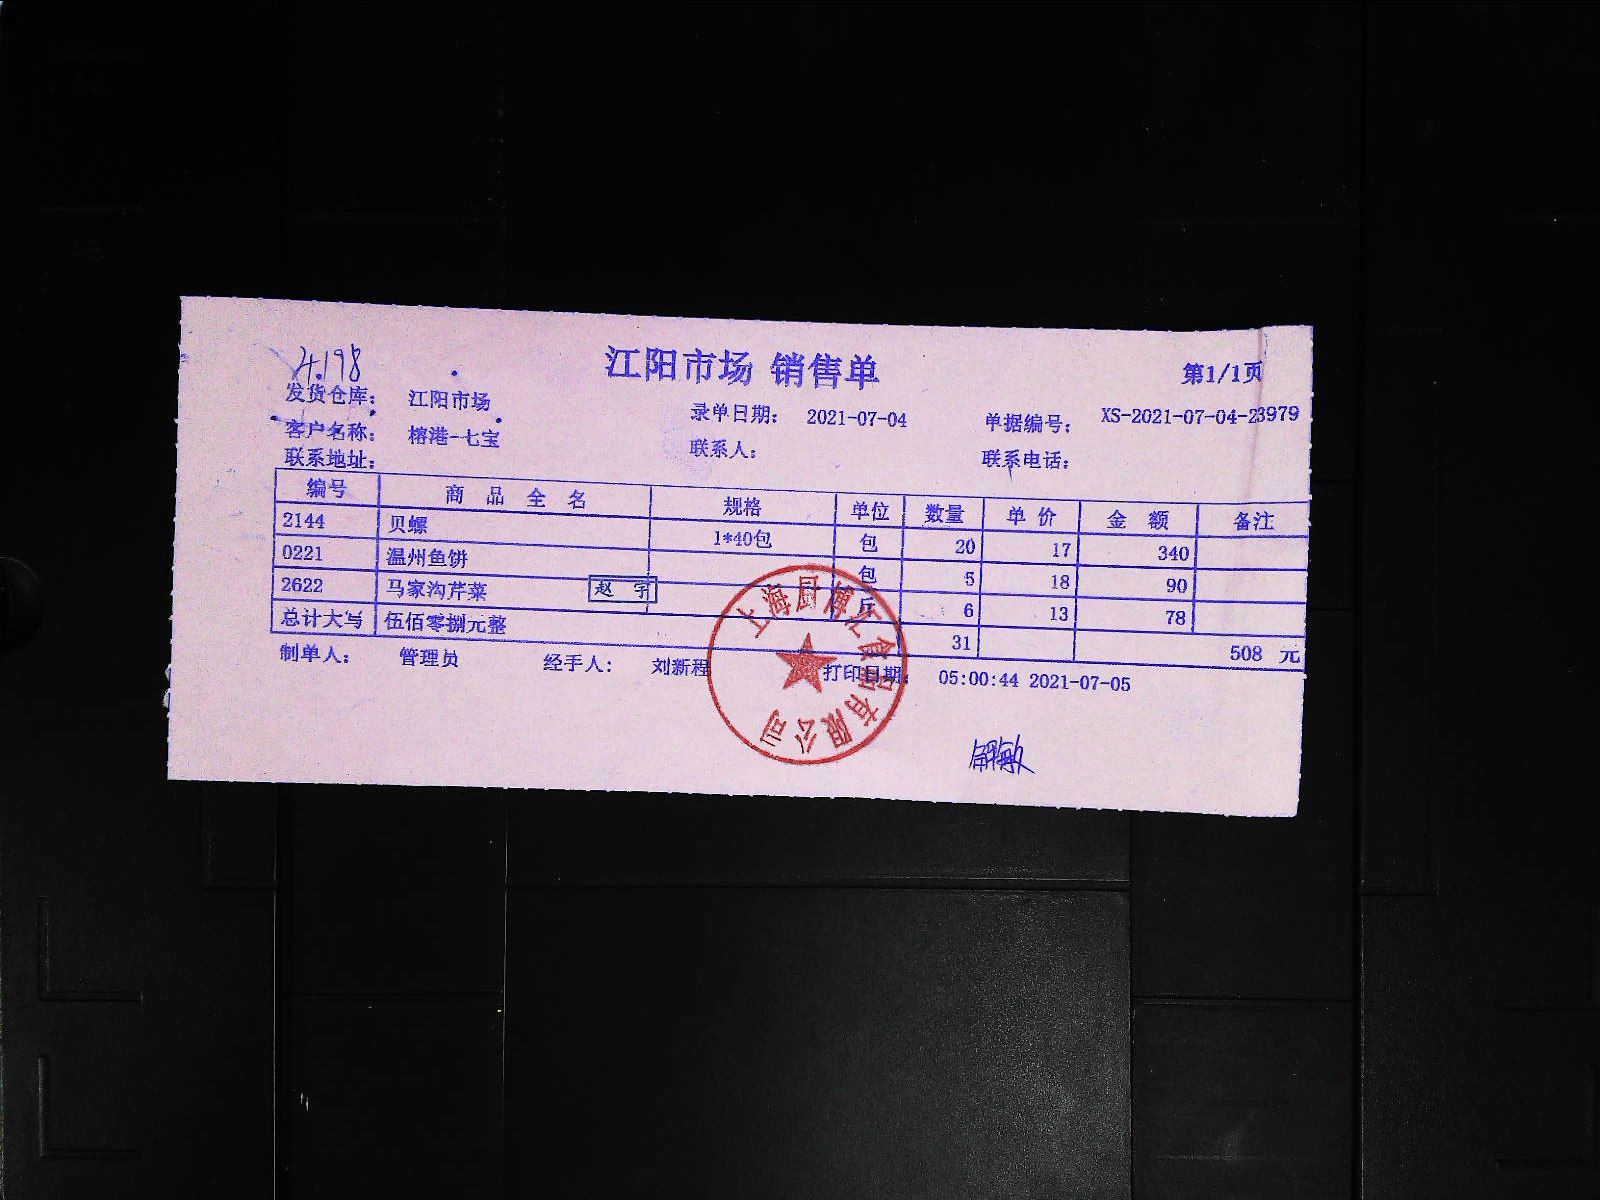 江阳市场 销售单
第1/1页
4.198
发货仓库： 江阳市场 录单日期： 2021-07-04 单据编号： XS-2021-07-04-23979
客户名称： 榕港-七宝 联系人： 联系电话：
联系地址：
编号 商 品 全 名 规格 单位 数量 单 价 金 额 备注
2144 贝螺 1*40包 包 20 17 340
0221 温州鱼饼 包 5 18 90
2622 马家沟芹菜 斤 6 13 78
赵 宇
总计大写 伍佰零捌元整 31 508 元
制单人： 管理员 经手人： 刘新程 打印日期： 05:00:44 2021-07-05
上海厨博汇食品有限公司